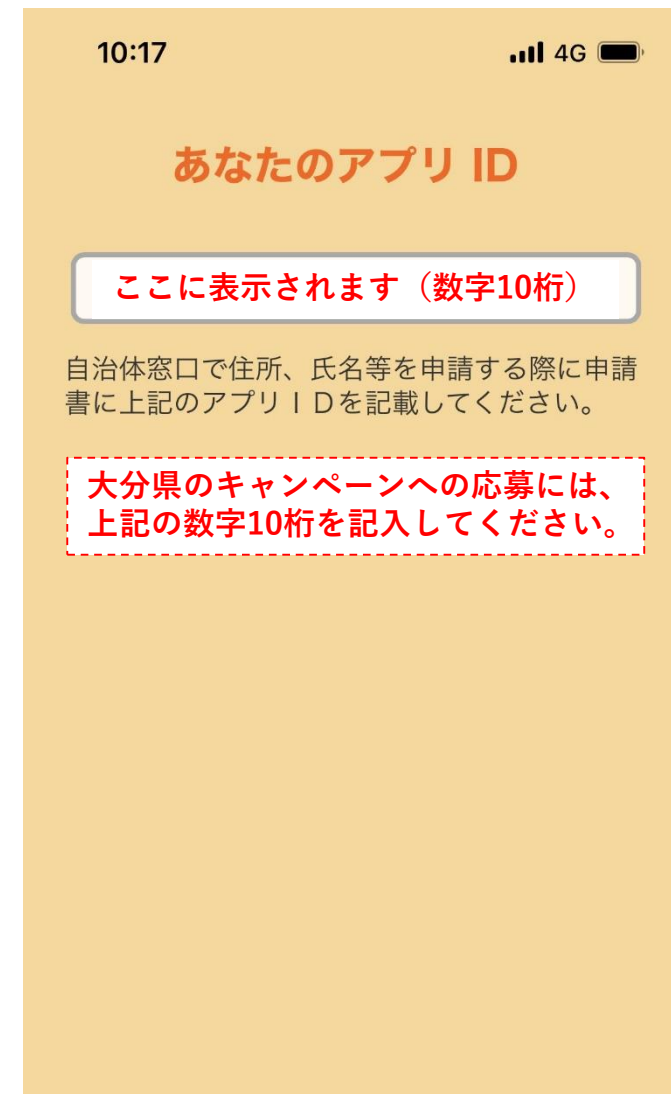 10:17 4G
あなたのアプリ ID
ここに表示されます（数字10桁）
自治体窓口で住所、氏名等を申請する際に申請
書に上記のアプリＩＤを記載してください。
大分県のキャンペーンへの応募には、
上記の数字10桁を記入してください。